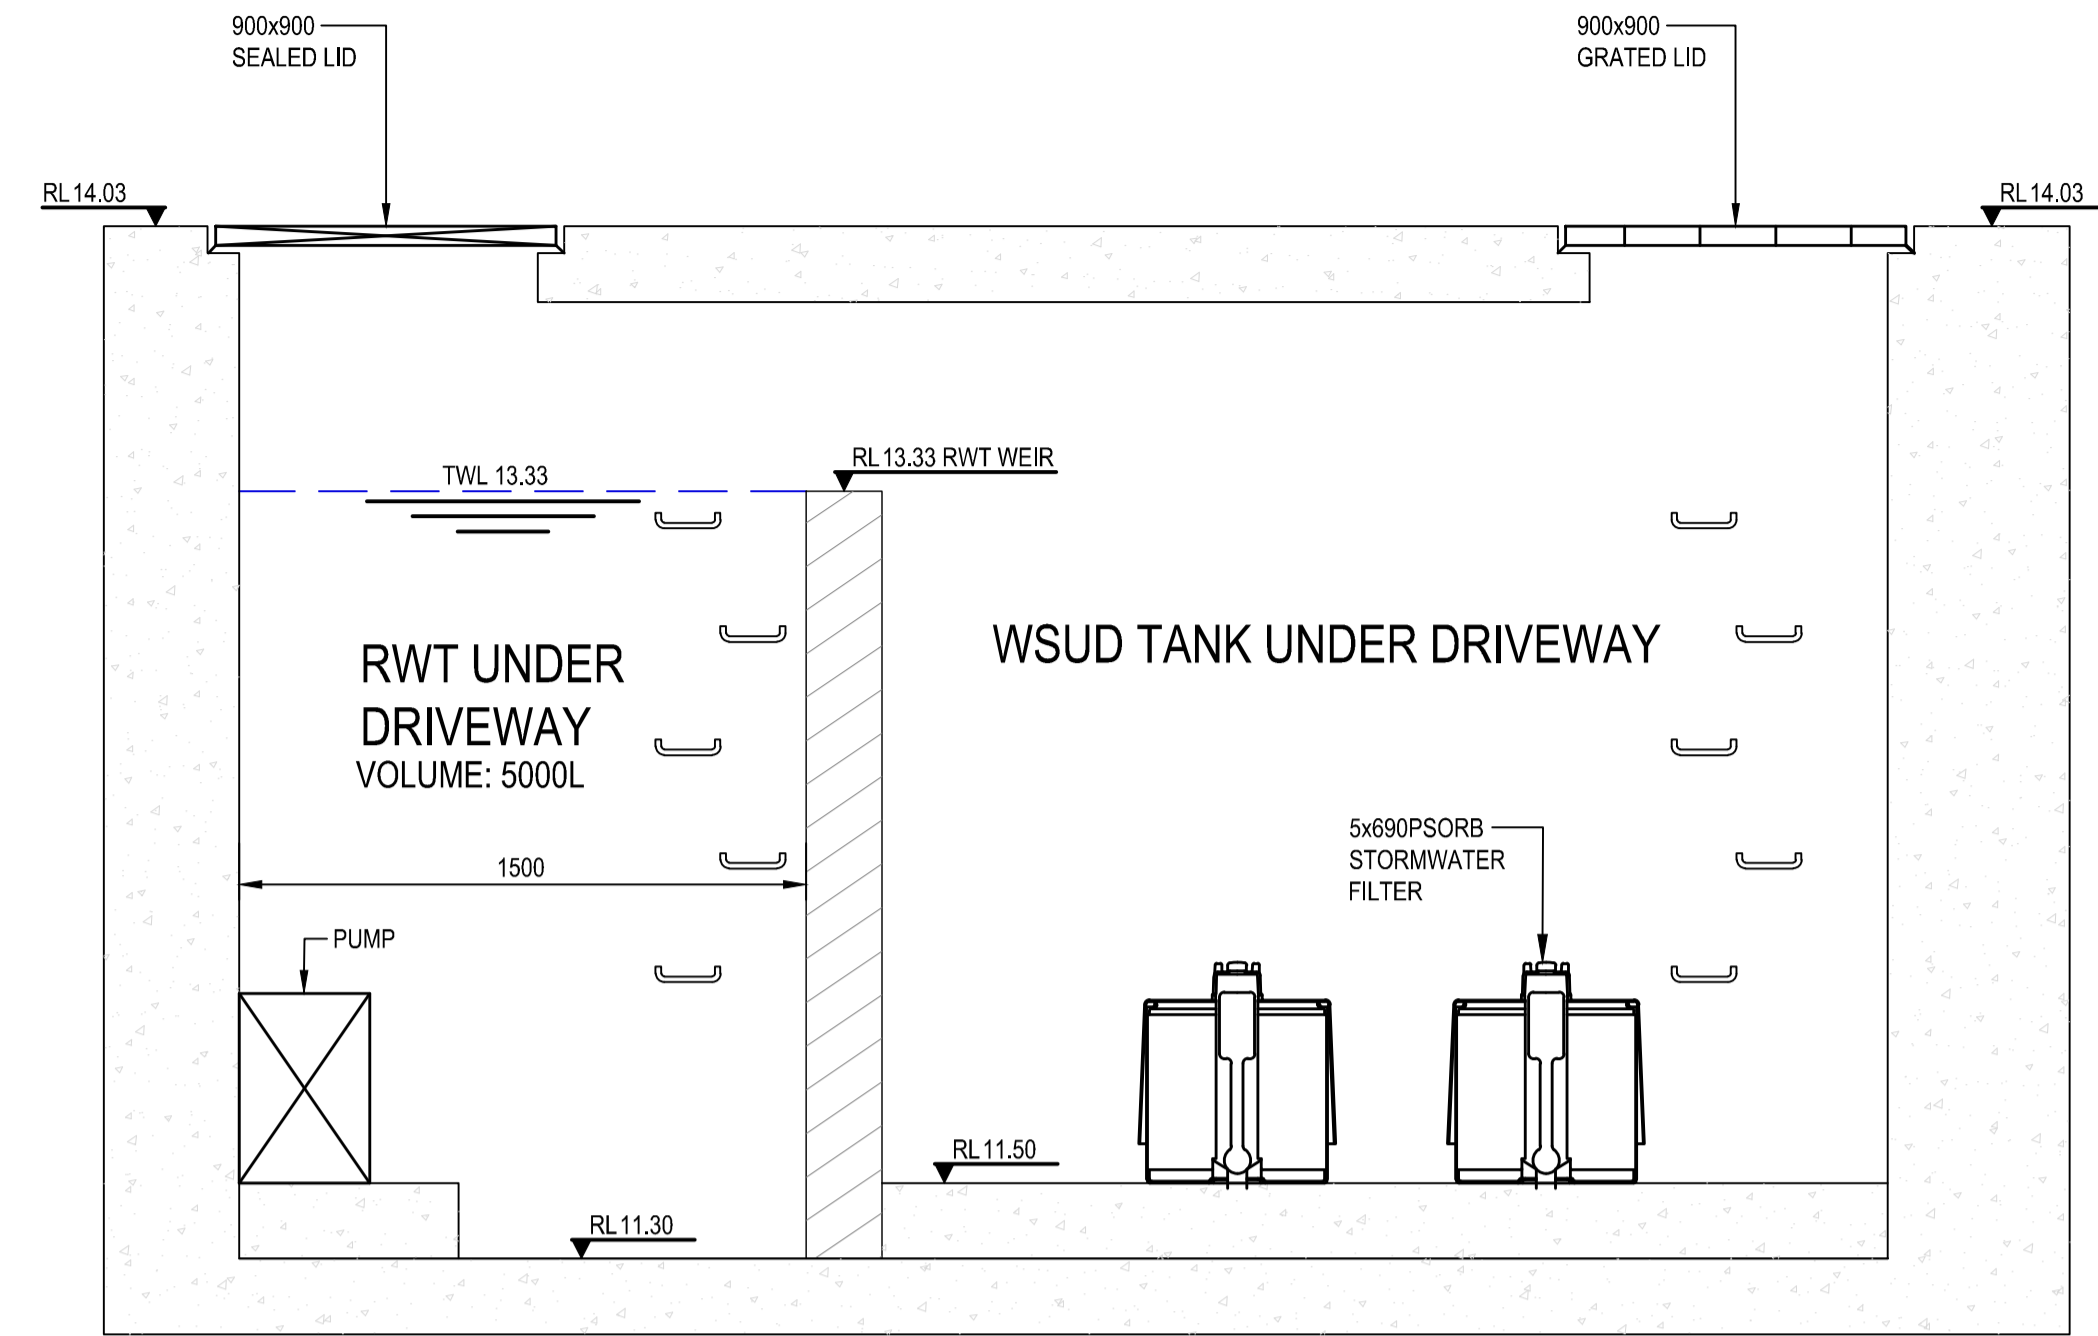 900x900
SEALED LID
900x900
GRATED LID
RL 14.03
RL 14.03
TWL 13.33
RL 13.33 RWT WEIR
RWT UNDER
DRIVEWAY
VOLUME: 5000L
WSUD TANK UNDER DRIVEWAY
5x690PSORB
STORMWATER
FILTER
1500
PUMP
RL 11.50
RL 11.30